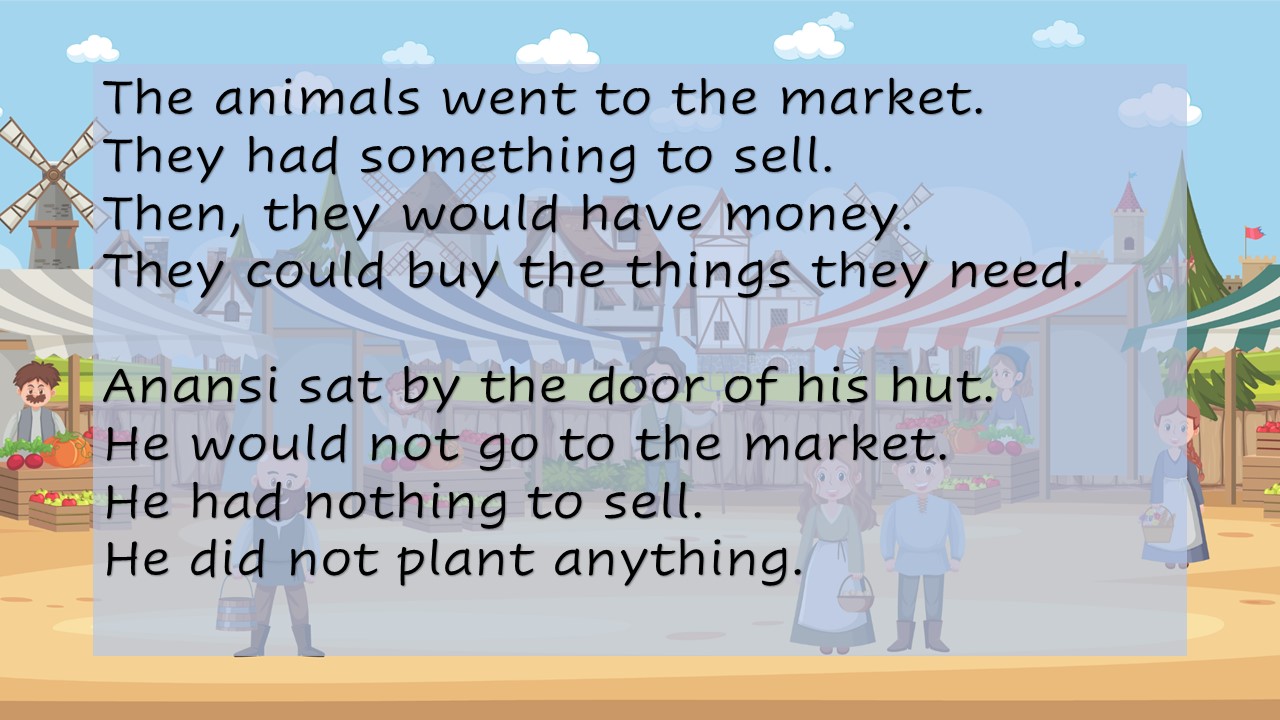 The animals went to the market.
They had something to sell.
Then, they would have money.
They could buy the things they need.
Anansi sat by the door of his hut.
He would not go to the market.
He had nothing to sell.
He did not plant anything.